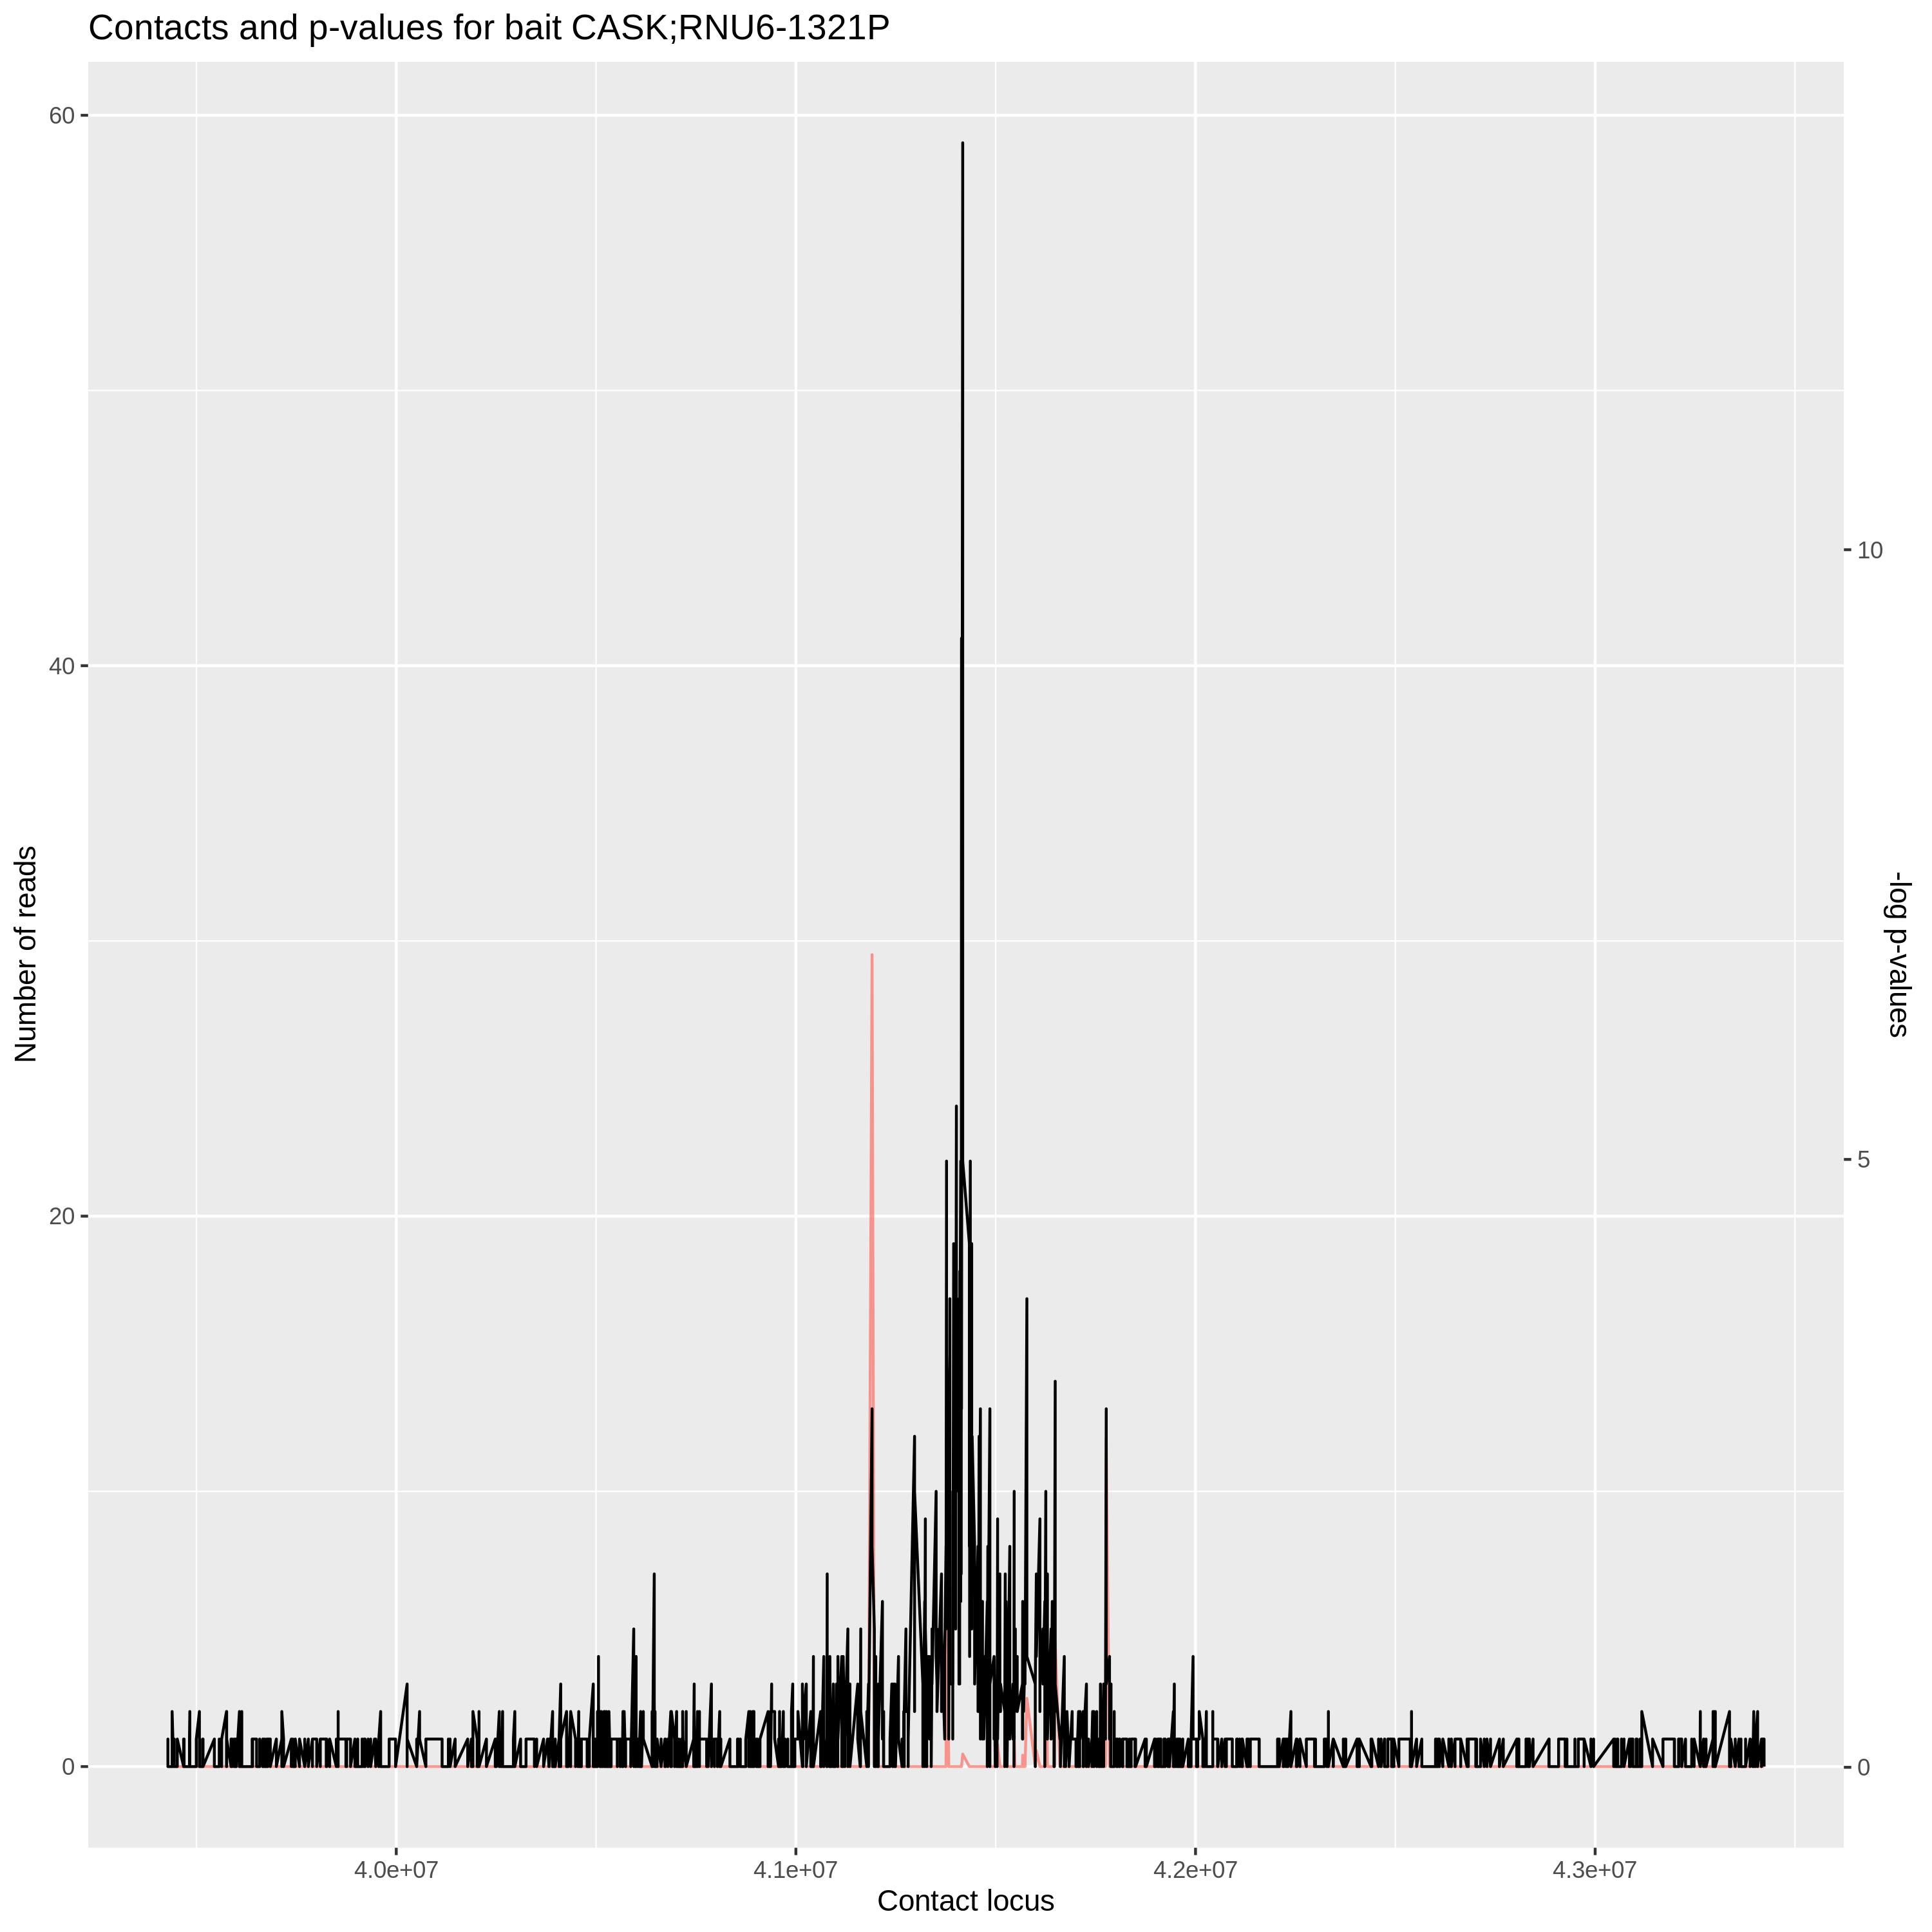 Contacts and p-values for bait CASK;RNU6-1321P
60
40
20
0
Number of reads
10
5
0
-log p-values
4.0e+07
4.1e+07
4.2e+07
4.3e+07
Contact locus